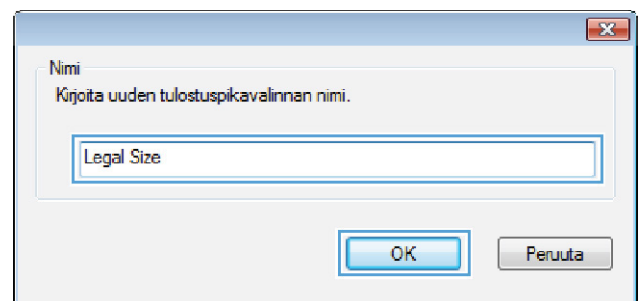 Nimi
Kirjoita uuden tulostuspikavalinnan nimi.
Legal Size
OK
Peruuta